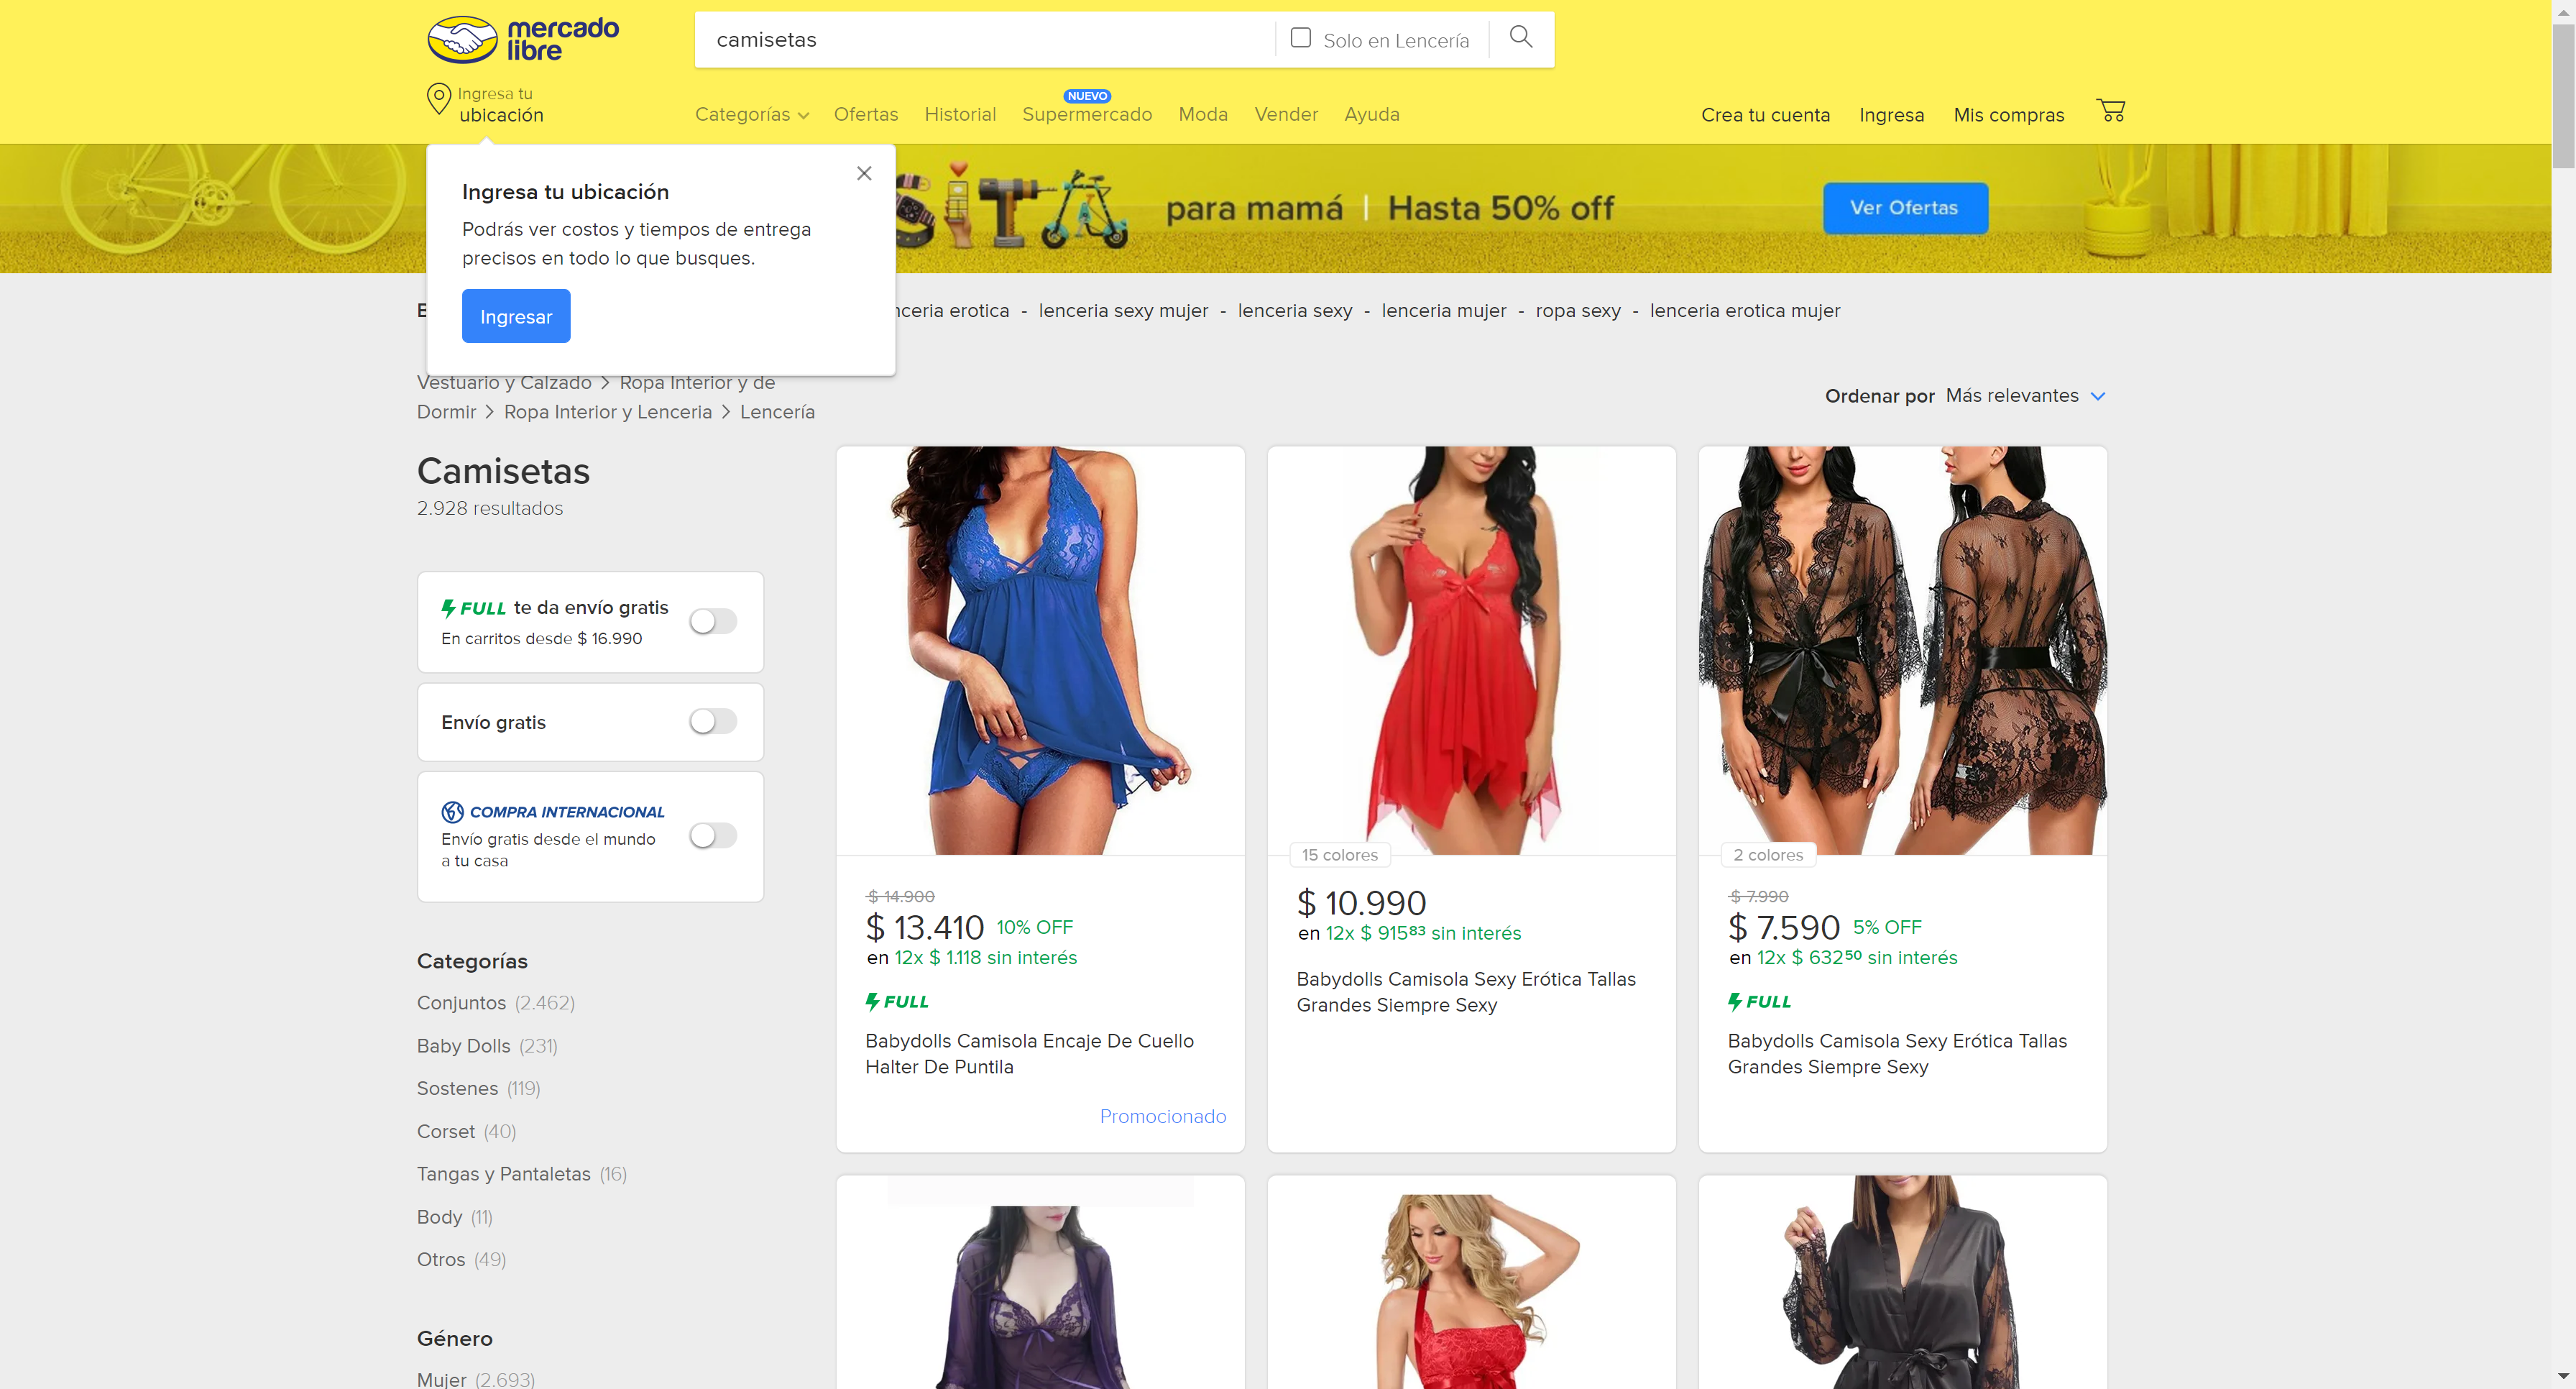 mercado
libre
camisetas
Solo en Lencería
Ingresa tu
ubicación
Categorías
Ofertas
Historial
NUEVO
Supermercado
Moda
Vender
Ayuda
Crea tu cuenta
Ingresa
Mis compras
Ingresa tu ubicación
Podrás ver costos y tiempos de entrega
precisos en todo lo que busques.
Ingresar
para mamá | Hasta 50% off
Ver Ofertas
erotica - lenceria sexy mujer - lenceria sexy - lenceria mujer - ropa sexy - lenceria erotica mujer
Vestuario y Calzado > Ropa Interior y de
Dormir > Ropa Interior y Lenceria > Lencería
Ordenar por Más relevantes
Camisetas
2.928 resultados
FULL te da envío gratis
En carritos desde $ 16.990
Envío gratis
COMPRA INTERNACIONAL
Envío gratis desde el mundo
a tu casa
Categorías
Conjuntos (2.462)
Baby Dolls (231)
Sostenes (119)
Corset (40)
Tangas y Pantaletas (16)
Body (11)
Otros (49)
Género
Mujer (2.693)
$ 14.900
$ 13.410 10% OFF
en 12x $ 1.118 sin interés
FULL
Babydolls Camisola Encaje De Cuello
Halter De Puntila
Promocionado
15 colores
$ 10.990
en 12x $ 915⁸³ sin interés
Babydolls Camisola Sexy Erótica Tallas
Grandes Siempre Sexy
2 colores
$ 7.990
$ 7.590 5% OFF
en 12x $ 632⁵⁰ sin interés
FULL
Babydolls Camisola Sexy Erótica Tallas
Grandes Siempre Sexy